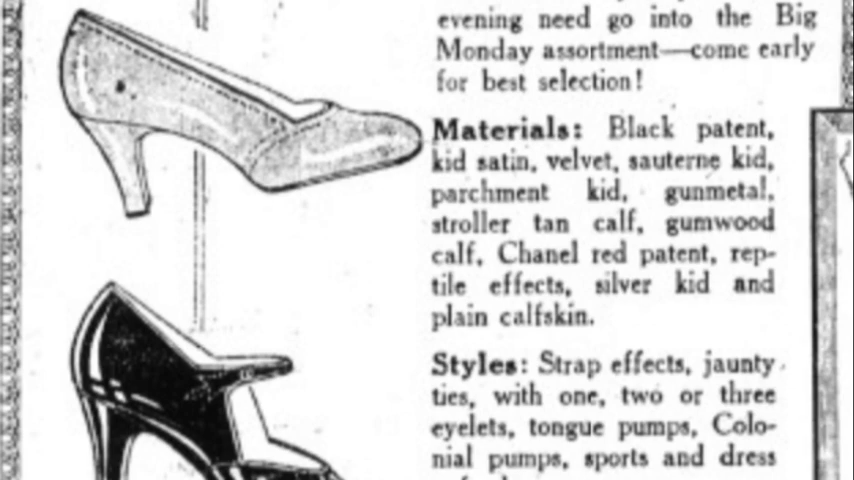 evening need go into the Big
Monday assortment—come early
for best selection!
Materials: Black patent,
kid satin, velvet, sauterne kid,
parchment kid, gunmetal,
stroller tan calf, gumwood
calf, Chanel red patent, rep-
tile effects, silver kid and
plain calfskin.
Styles: Strap effects, jaunty
ties, with one, two or three
eyelets, tongue pumps, Colo-
nial pumps, sports and dress